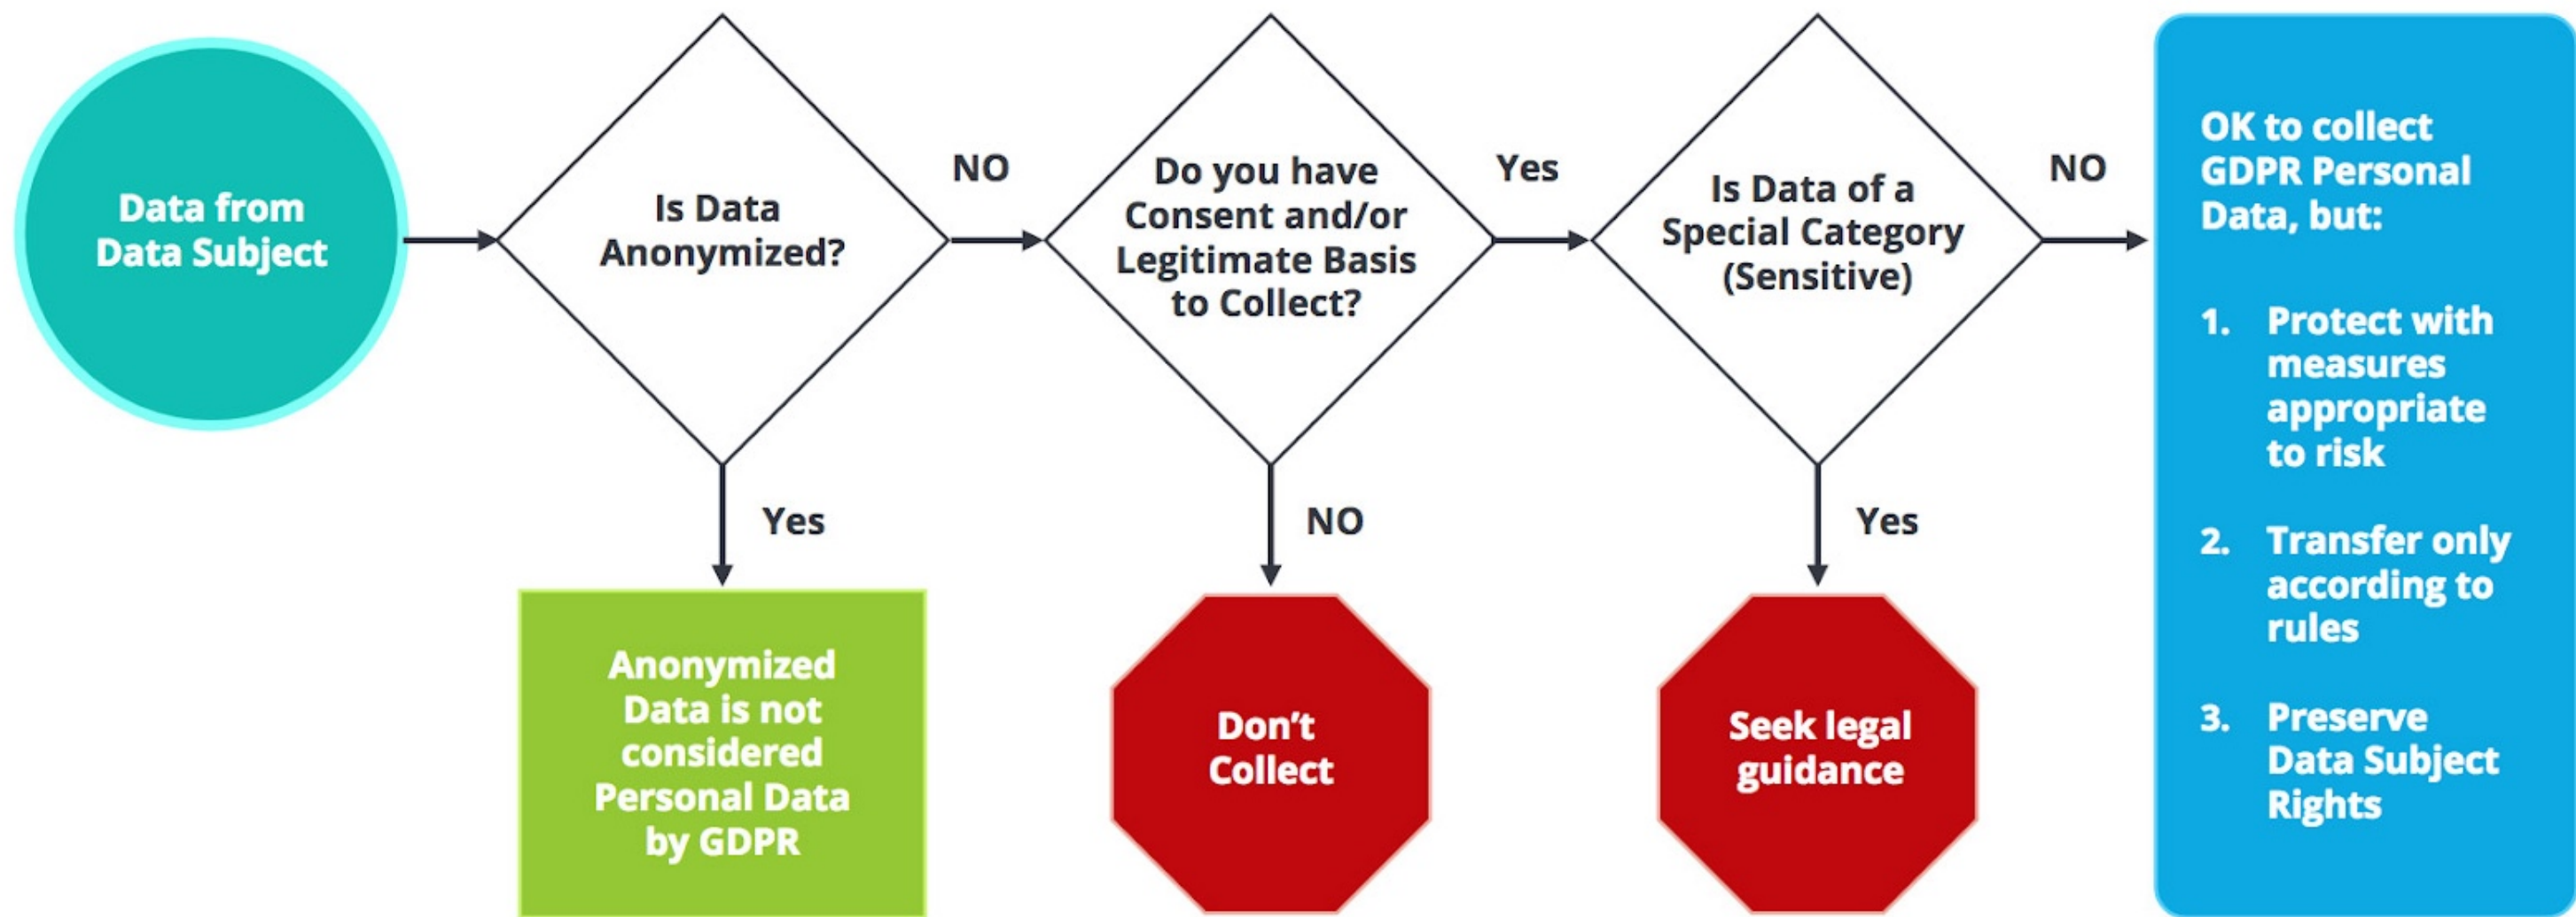 Data from
Data Subject
Is Data
Anonymized?
NO
Do you have
Consent and/or
Legitimate Basis
to Collect?
Yes
Is Data of a
Special Category
(Sensitive)
NO
OK to collect
GDPR Personal
Data, but:
1. Protect with
measures
appropriate
to risk
2. Transfer only
according to
rules
3. Preserve
Data Subject
Rights
Yes
NO
Yes
Anonymized
Data is not
considered
Personal Data
by GDPR
Don’t
Collect
Seek legal
guidance